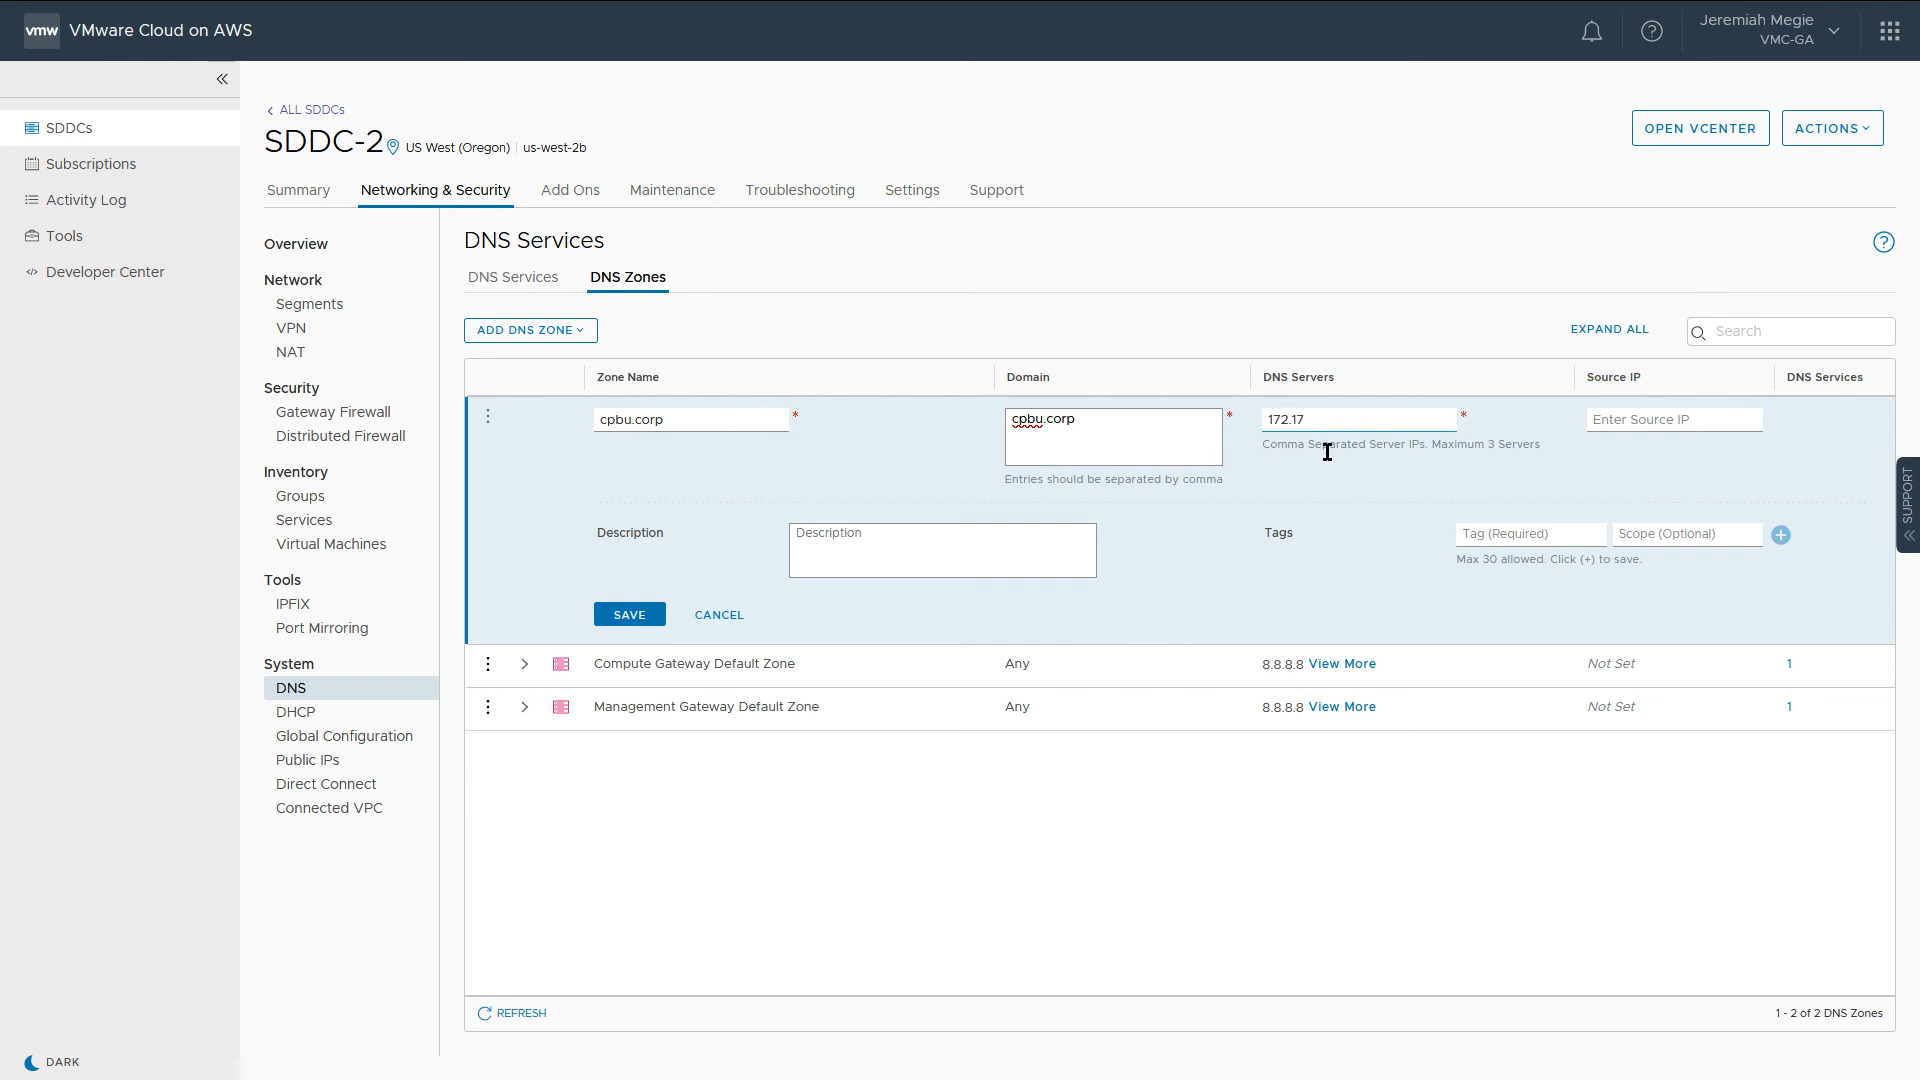 vmw VMware Cloud on AWS
Jeremiah Megie
VMC-GA
SDDCs
Subscriptions
Activity Log
Tools
Developer Center
DARK
ALL SDDCs
SDDC-2 US West (Oregon) us-west-2b
OPEN VCENTER
ACTIONS
Summary Networking & Security Add Ons Maintenance Troubleshooting Settings Support
Overview
Network
Segments
VPN
NAT
Security
Gateway Firewall
Distributed Firewall
Inventory
Groups
Services
Virtual Machines
Tools
IPFIX
Port Mirroring
System
DNS
DHCP
Global Configuration
Public IPs
Direct Connect
Connected VPC
DNS Services
DNS Services DNS Zones
ADD DNS ZONE
EXPAND ALL
Search
Zone Name Domain DNS Servers Source IP DNS Services
cpbu.corp * cpbu.corp * 172.17 * Enter Source IP
Comma Separated Server IPs. Maximum 3 Servers
Entries should be separated by comma
Description Description Tags Tag (Required) Scope (Optional)
Max 30 allowed. Click (+) to save.
SAVE CANCEL
Compute Gateway Default Zone Any 8.8.8.8 View More Not Set 1
Management Gateway Default Zone Any 8.8.8.8 View More Not Set 1
REFRESH
1 - 2 of 2 DNS Zones
SUPPORT